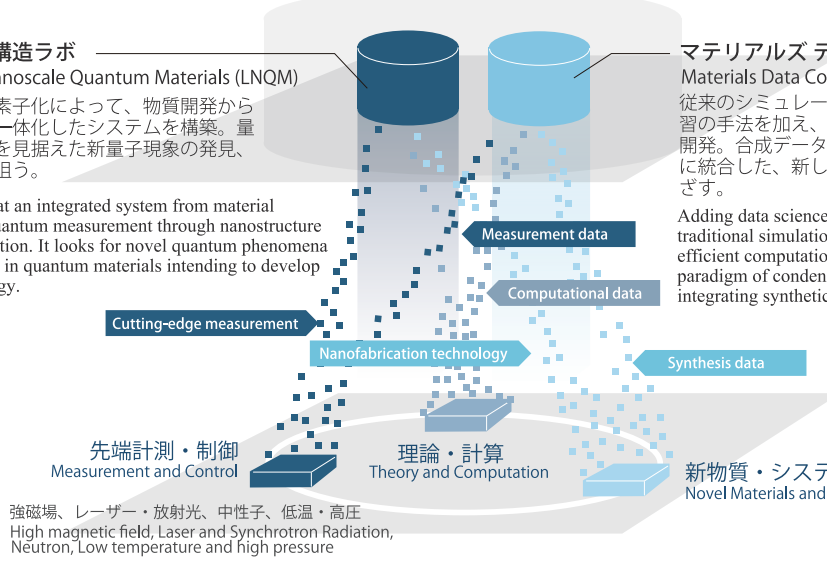 構造ラボ
noscale Quantum Materials (LNQM)
素子化によって、物質開発から
一体化したシステムを構築。量
を見据えた新量子現象の発見、
狙う。
at an integrated system from material
uantum measurement through nanostructure
tion. It looks for novel quantum phenomena
in quantum materials intending to develop
gy.
マテリアルズ デ
Materials Data Co
従来のシミュレー
習の手法を加え、
開発。合成データ
に統合した、新し
ざす。
Adding data science
traditional simulatio
efficient computation
paradigm of conden
integrating synthetic
Measurement data
Computational data
Cutting-edge measurement
Nanofabrication technology
Synthesis data
先端計測・制御
Measurement and Control
理論・計算
Theory and Computation
新物質・システ
Novel Materials and
強磁場、レーザー・放射光、中性子、低温・高圧
High magnetic field, Laser and Synchrotron Radiation,
Neutron, Low temperature and high pressure